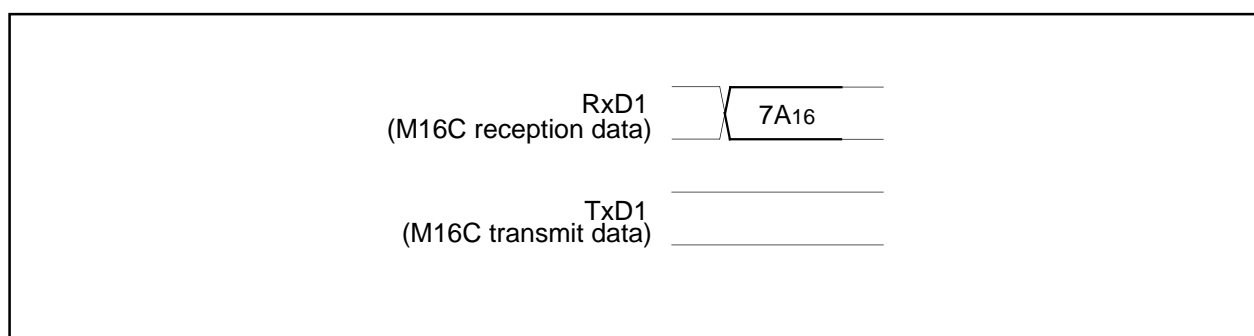 RxD1
(M16C reception data)
7A16
TxD1
(M16C transmit data)